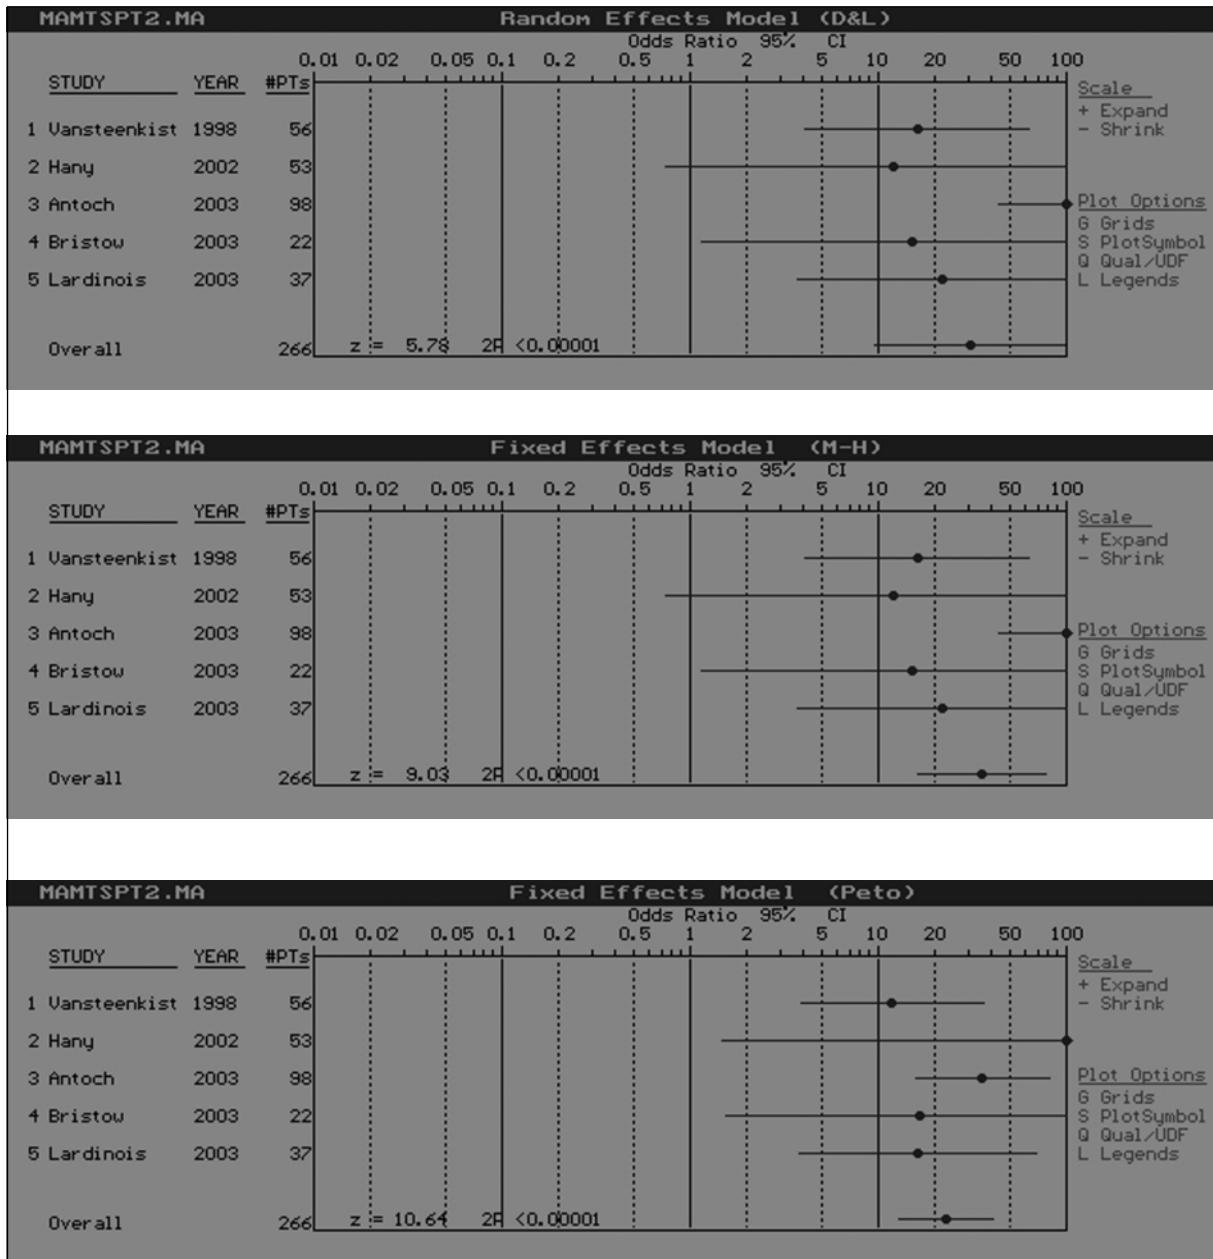 MAMTSPT2.MA Random Effects Model (D&L)
Odds Ratio 95% CI
0.01 0.02 0.05 0.1 0.2 0.5 1 2 5 10 20 50 100
STUDY YEAR #PTs Scale
+ Expand
1 Vansteenkist 1998 56 - Shrink
2 Hany 2002 53
3 Antoch 2003 98 Plot Options
G Grids
4 Bristow 2003 22 S PlotSymbol
Q Qual/UDF
5 Lardinois 2003 37 L Legends
Overall 266 z = 5.78 2P <0.00001
MAMTSPT2.MA Fixed Effects Model (M-H)
Odds Ratio 95% CI
0.01 0.02 0.05 0.1 0.2 0.5 1 2 5 10 20 50 100
STUDY YEAR #PTs Scale
+ Expand
1 Vansteenkist 1998 56 - Shrink
2 Hany 2002 53
3 Antoch 2003 98 Plot Options
G Grids
4 Bristow 2003 22 S PlotSymbol
Q Qual/UDF
5 Lardinois 2003 37 L Legends
Overall 266 z = 9.03 2P <0.00001
MAMTSPT2.MA Fixed Effects Model (Peto)
Odds Ratio 95% CI
0.01 0.02 0.05 0.1 0.2 0.5 1 2 5 10 20 50 100
STUDY YEAR #PTs Scale
+ Expand
1 Vansteenkist 1998 56 - Shrink
2 Hany 2002 53
3 Antoch 2003 98 Plot Options
G Grids
4 Bristow 2003 22 S PlotSymbol
Q Qual/UDF
5 Lardinois 2003 37 L Legends
Overall 266 z = 10.64 2P <0.00001